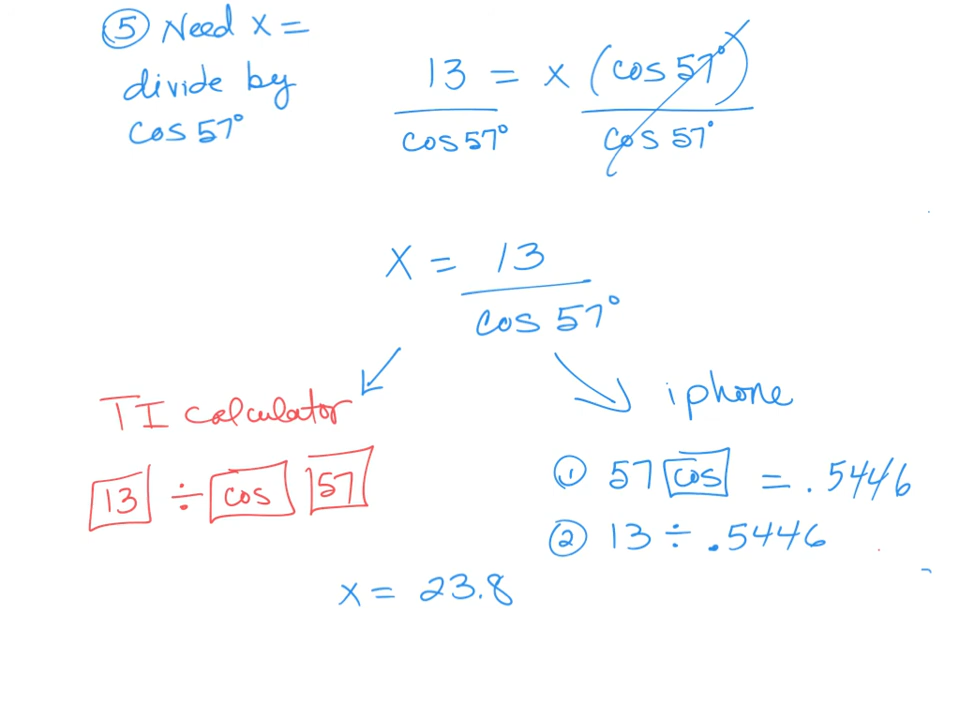 ⑤ Need x =
divide by
cos 57°
13 = x (cos 57°)
cos 57° cos 57°
x = 13
cos 57°
TI calculator
13 ÷ cos 57
iphone
① 57 cos = .5446
② 13 ÷ .5446
x = 23.8